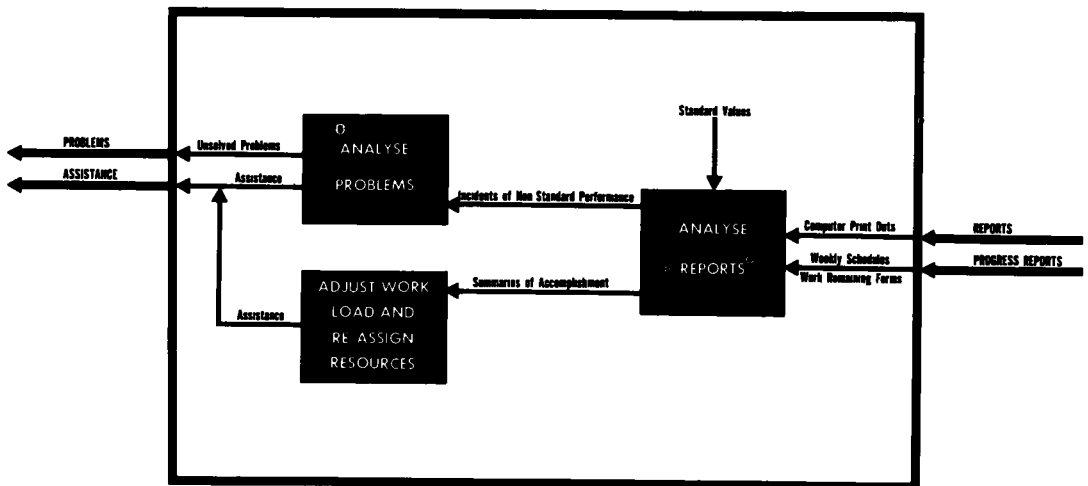 Standard Values
PROBLEMS
Unsolved Problems
ANALYSE
PROBLEMS
ASSISTANCE
Assistance
Incidents of Non Standard Performance
ANALYSE
REPORTS
Computer Print Outs
REPORTS
Weekly Schedules
Work Remaining Forms
PROGRESS REPORTS
Summaries of Accomplishment
ADJUST WORK
LOAD AND
RE ASSIGN
RESOURCES
Assistance